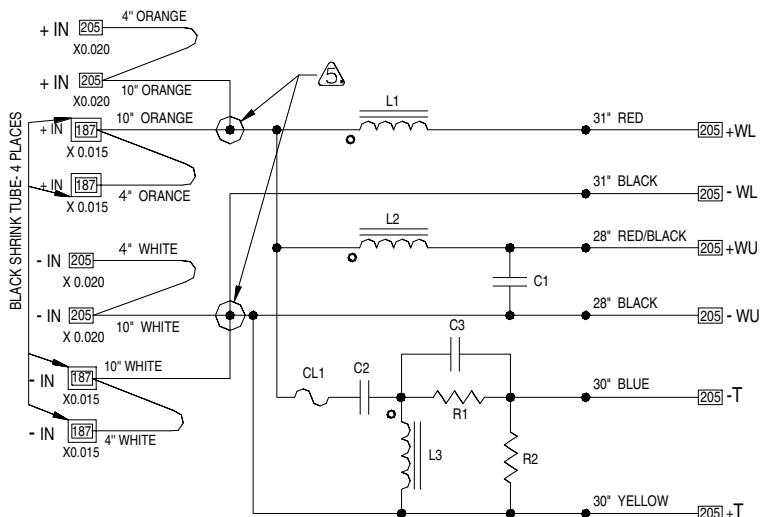 + IN 205 4" ORANGE
X0.020
+ IN 205 10" ORANGE
X0.020
+ IN 187 10" ORANGE
X 0.015
+ IN 187 4" ORANCE
X 0.015
- IN 205 4" WHITE
X 0.020
- IN 205 10" WHITE
X 0.020
- IN 187 10" WHITE
X0.015
- IN 187 4" WHITE
X0.015
BLACK SHRINK TUBE- 4 PLACES
5.
L1
31" RED 205 +WL
31" BLACK 205 - WL
L2
28" RED/BLACK 205 +WU
C1
28" BLACK 205 - WU
C3
CL1 C2
R1
30" BLUE 205 -T
L3
R2
30" YELLOW 205 +T